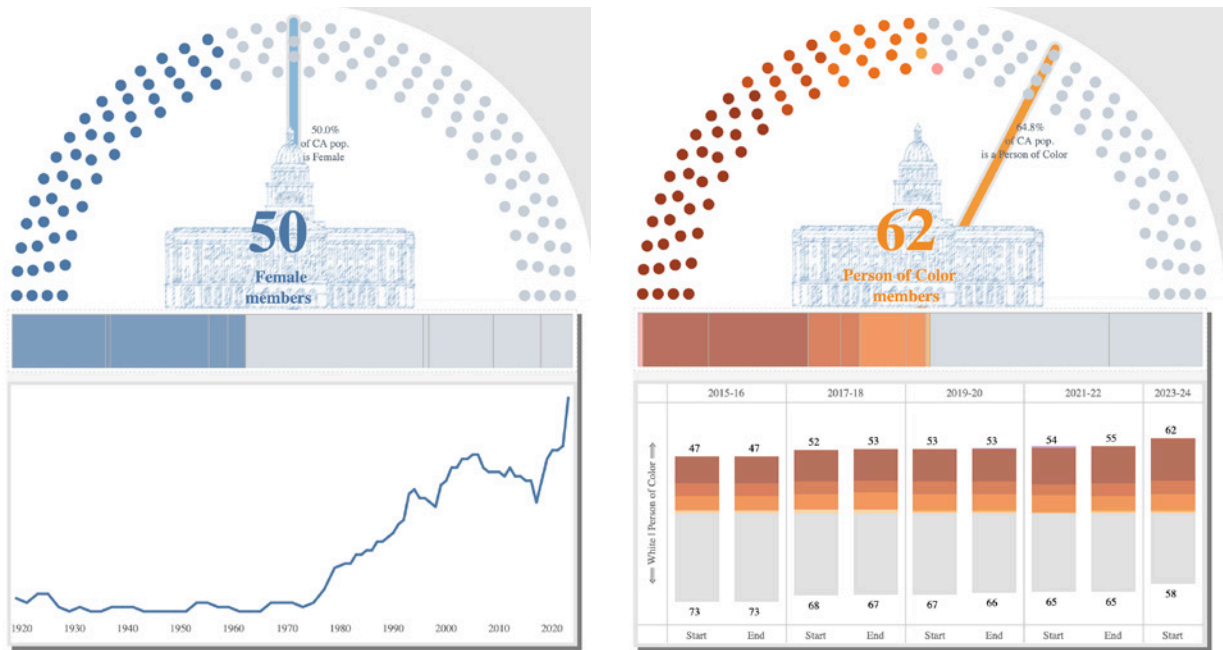 50.0%
of CA pop.
is Female
50
Female
members
1920 1930 1940 1950 1960 1970 1980 1990 2000 2010 2020
64.8%
of CA pop.
is a Person of Color
62
Person of Color
members
2015-16 2017-18 2019-20 2021-22 2023-24
<== White | Person of Color ==>
47 47 52 53 53 53 54 55 62
73 73 68 67 67 66 65 65 58
Start End Start End Start End Start End Start